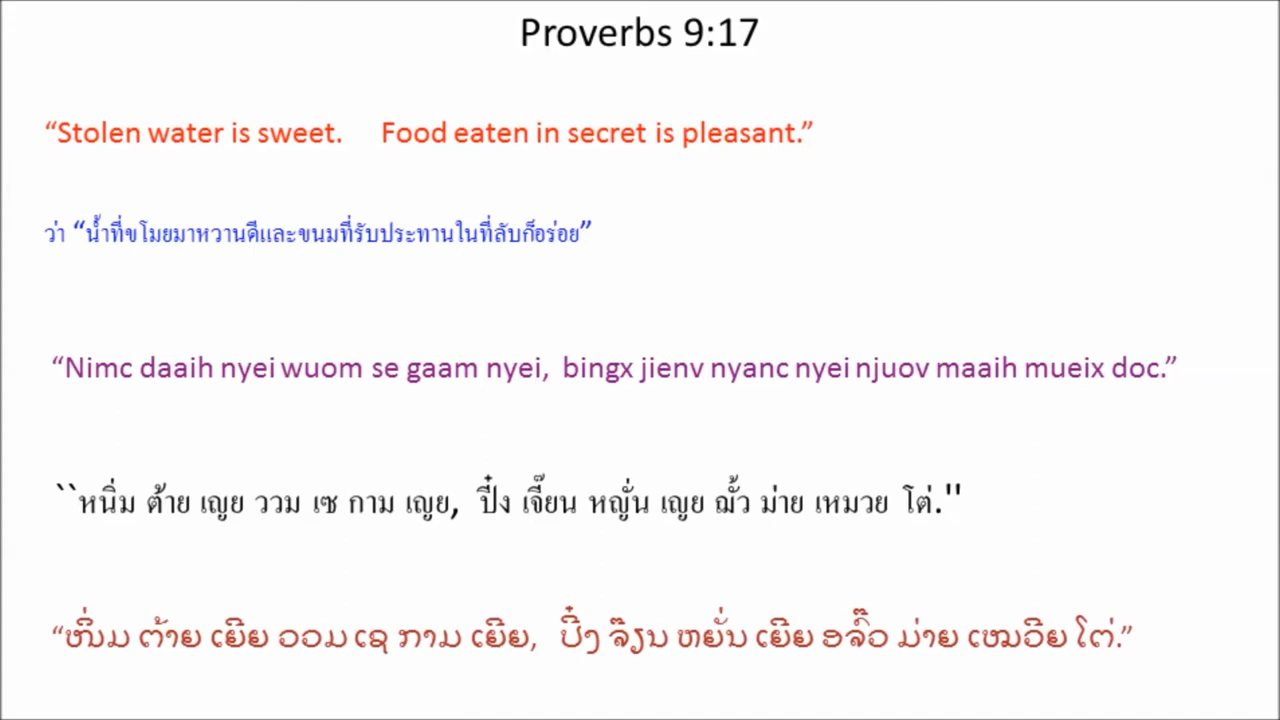 Proverbs 9:17
“Stolen water is sweet. Food eaten in secret is pleasant.”
ว่า “น้ำที่ขโมยมาหวานดีและขนมที่รับประทานในที่ลับก็อร่อย”
“Nimc daaih nyei wuom se gaam nyei, bingx jienv nyanc nyei njuov maaih mueix doc.”
``หนิ่ม ต้าย เญย ววม เซ กาม เญย, ปี๋ง เจี๊ยน หญั่น เญย ฌั้ว ม่าย เหมวย โต่."
“ໜິ່ມ ຕ້າຍ ເຍີຍ ວວມ ເຊ ກາມ ເຍີຍ, ປີ໋ງ ຈ໊ຽນ ຫຍັ່ນ ເຍີຍ ອລົ໊ວ ມ່າຍ ເໝວີຍ ໂຕ່.”